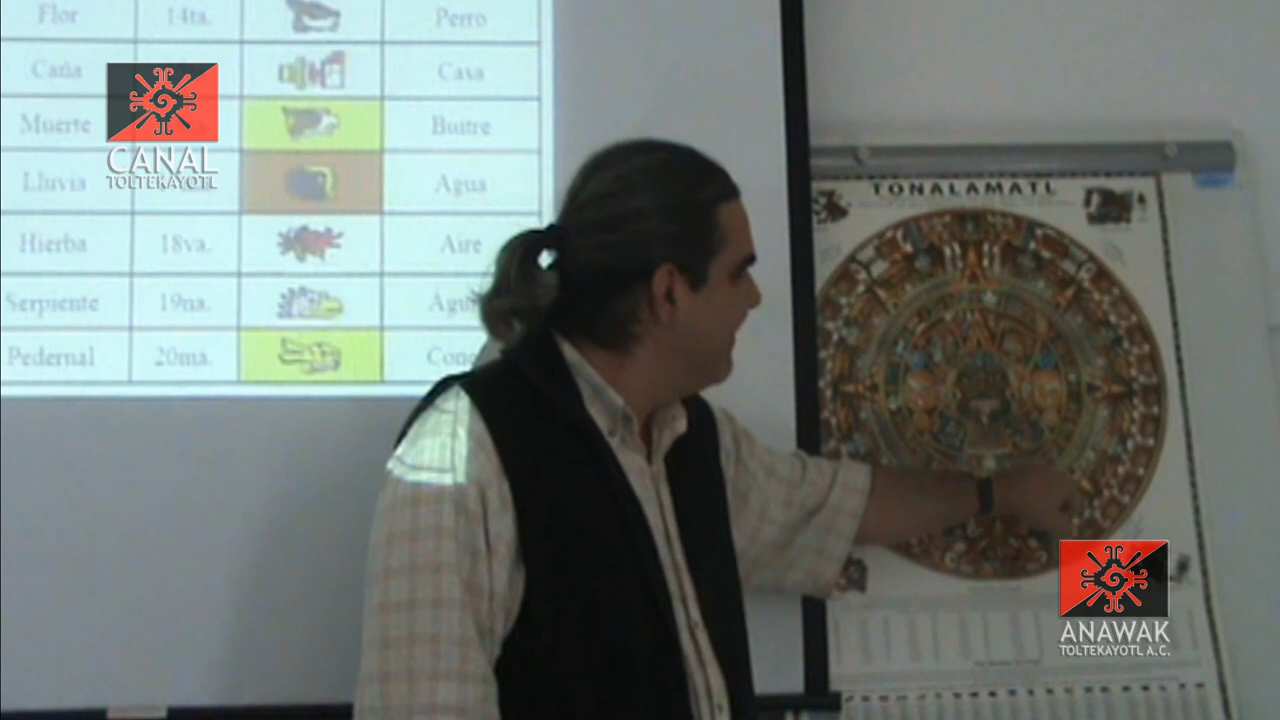 Flor 14ta. Perro
Caña Casa
Muerte Buitre
Lluvia Agua
Hierba 18va. Aire
Serpiente 19na.
Pedernal 20ma.
CANAL
TOLTEKAYOTL
TONALAMATL
ANAWAK
TOLTEKAYOTL A.C.